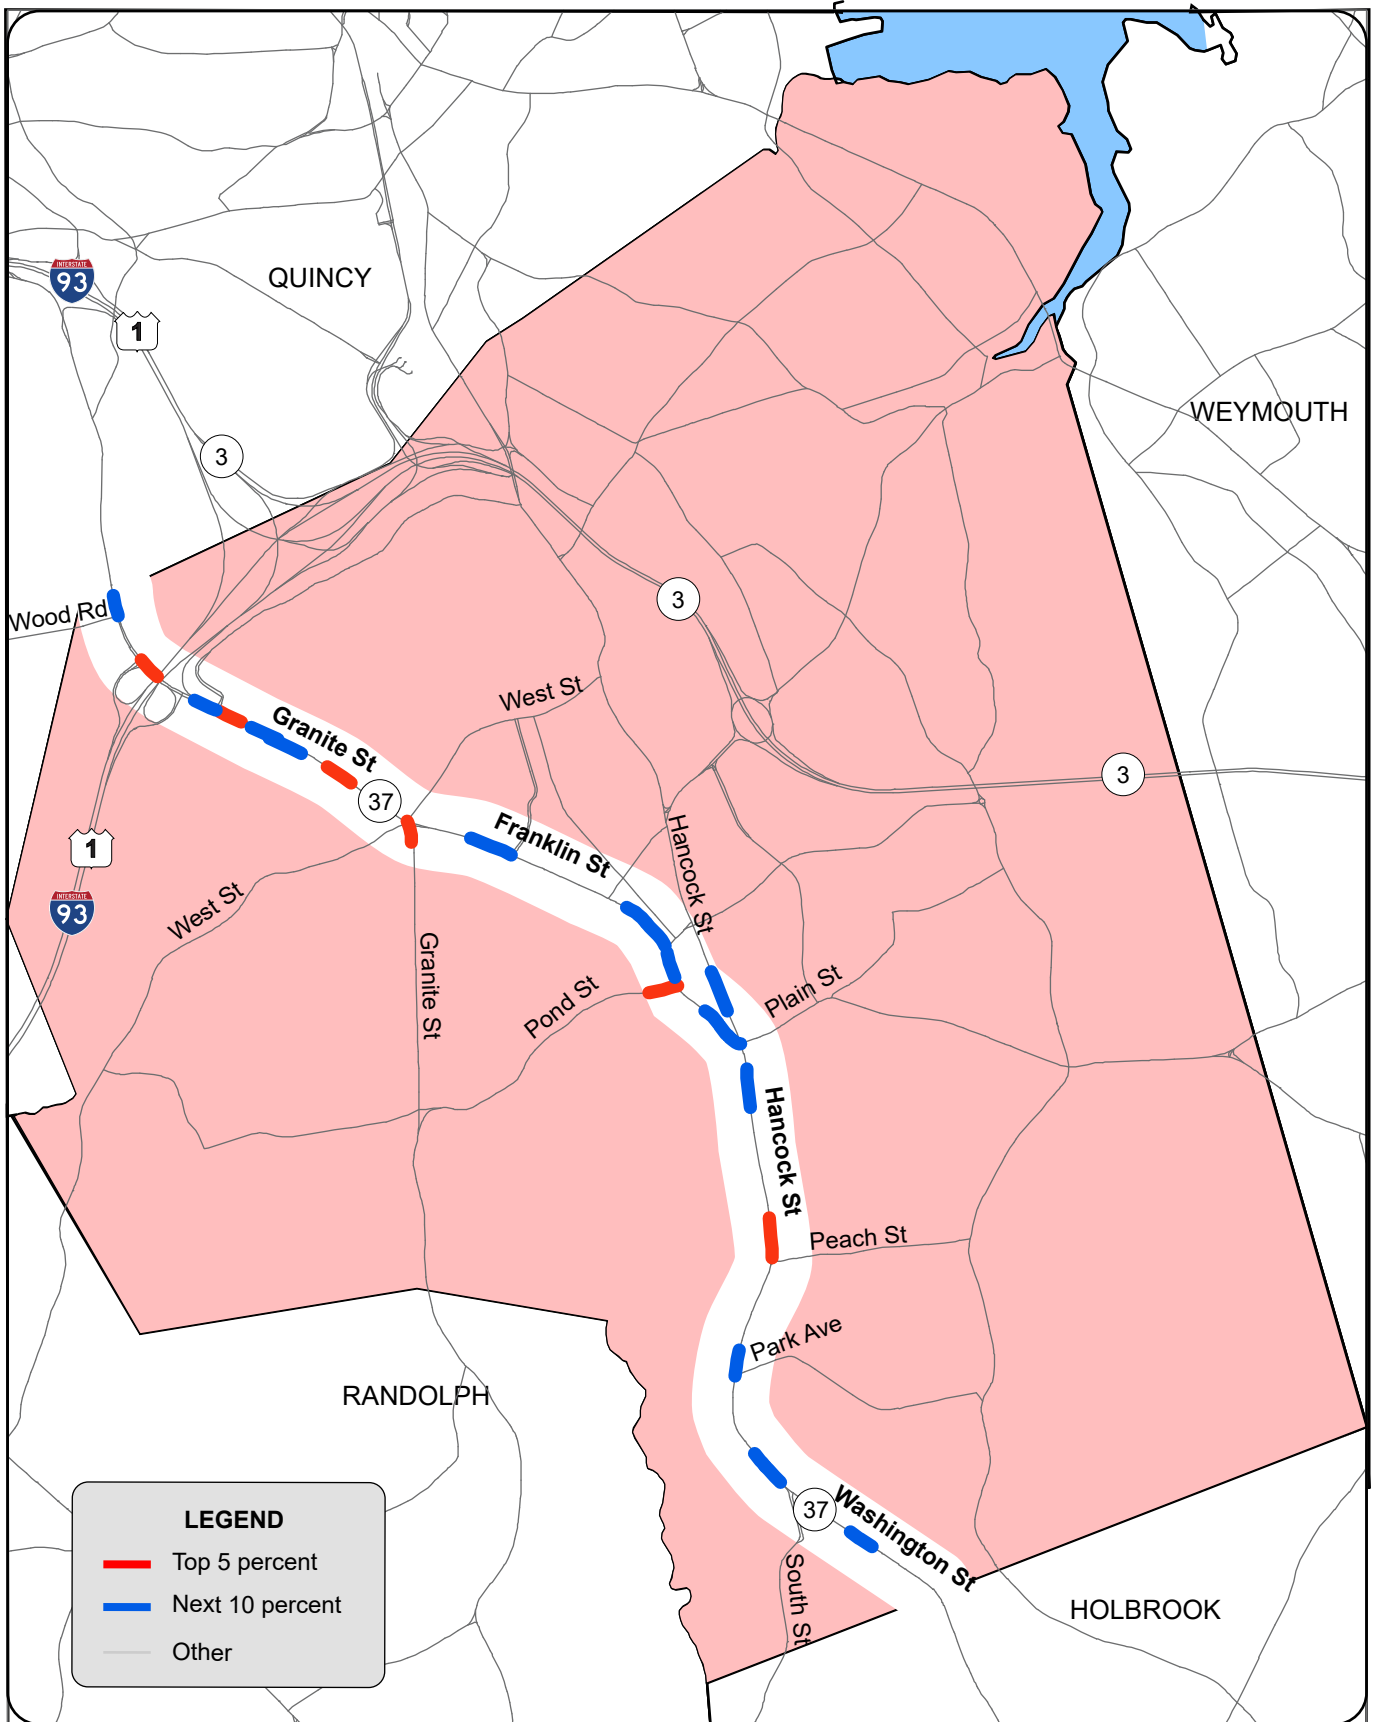 QUINCY
INTERSTATE
93
1
WEYMOUTH
3
3
Wood Rd
West St
Granite St
3
37
Franklin St
Hancock St
1
INTERSTATE
93
West St
Granite St
Pond St
Plain St
Hancock St
Peach St
Park Ave
RANDOLPH
37
Washington St
South St
HOLBROOK
LEGEND
Top 5 percent
Next 10 percent
Other